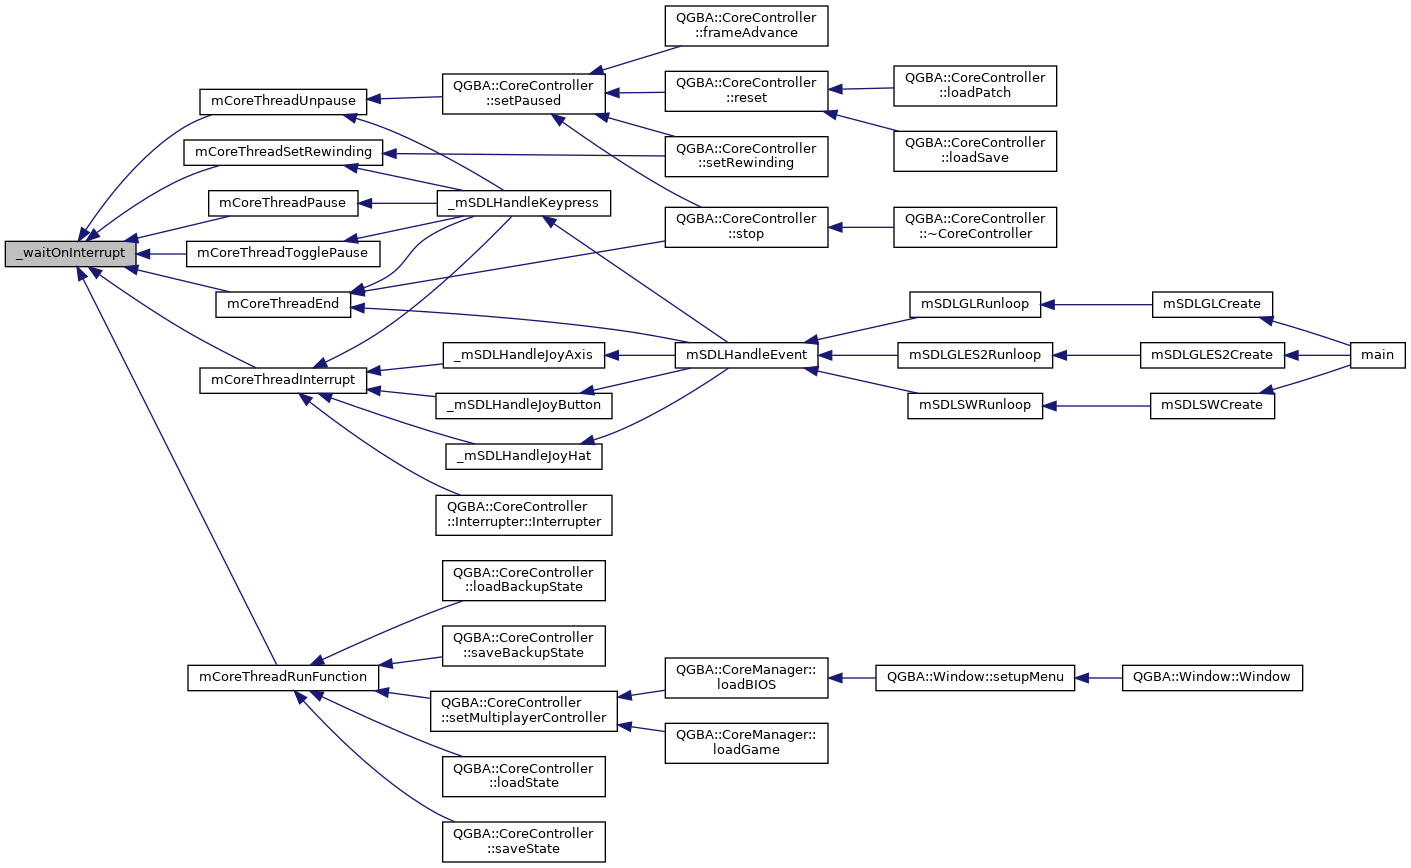 QGBA::CoreController
::frameAdvance
QGBA::CoreController
::setPaused
QGBA::CoreController
::reset
QGBA::CoreController
::loadPatch
mCoreThreadUnpause
QGBA::CoreController
::setRewinding
QGBA::CoreController
::loadSave
mCoreThreadSetRewinding
mCoreThreadPause
_mSDLHandleKeypress
QGBA::CoreController
::stop
QGBA::CoreController
::~CoreController
_waitOnInterrupt
mCoreThreadTogglePause
mCoreThreadEnd
mSDLGLRunloop
mSDLGLCreate
_mSDLHandleJoyAxis
mSDLHandleEvent
mSDLGLES2Runloop
mSDLGLES2Create
main
mCoreThreadInterrupt
_mSDLHandleJoyButton
mSDLSWRunloop
mSDLSWCreate
_mSDLHandleJoyHat
QGBA::CoreController
::Interrupter::Interrupter
QGBA::CoreController
::loadBackupState
QGBA::CoreController
::saveBackupState
mCoreThreadRunFunction
QGBA::CoreManager::
loadBIOS
QGBA::Window::setupMenu
QGBA::Window::Window
QGBA::CoreController
::setMultiplayerController
QGBA::CoreManager::
loadGame
QGBA::CoreController
::loadState
QGBA::CoreController
::saveState